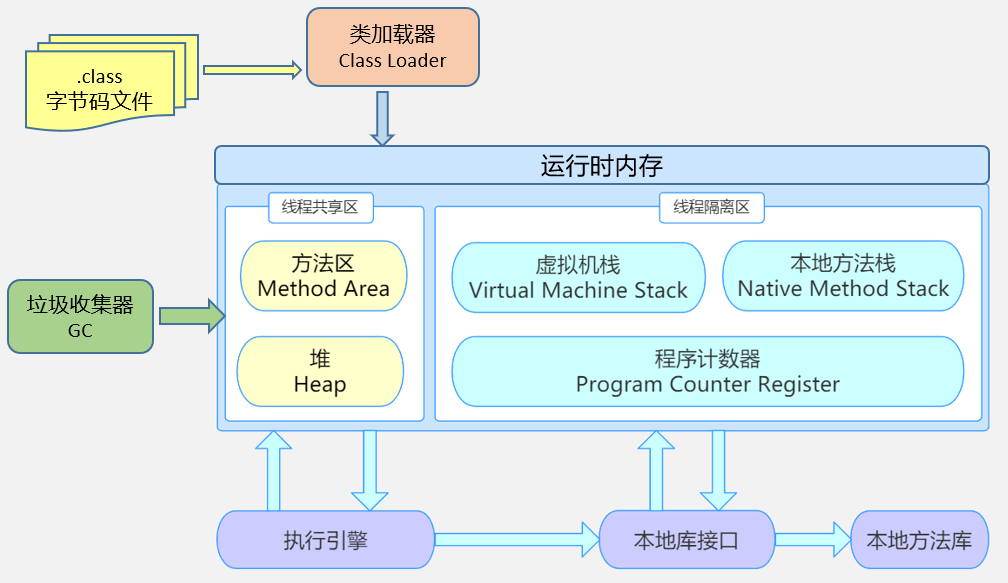 类加载器
Class Loader
.class
字节码文件
运行时内存
线程共享区
线程隔离区
方法区
Method Area
虚拟机栈
Virtual Machine Stack
本地方法栈
Native Method Stack
垃圾收集器
GC
堆
Heap
程序计数器
Program Counter Register
执行引擎
本地库接口
本地方法库